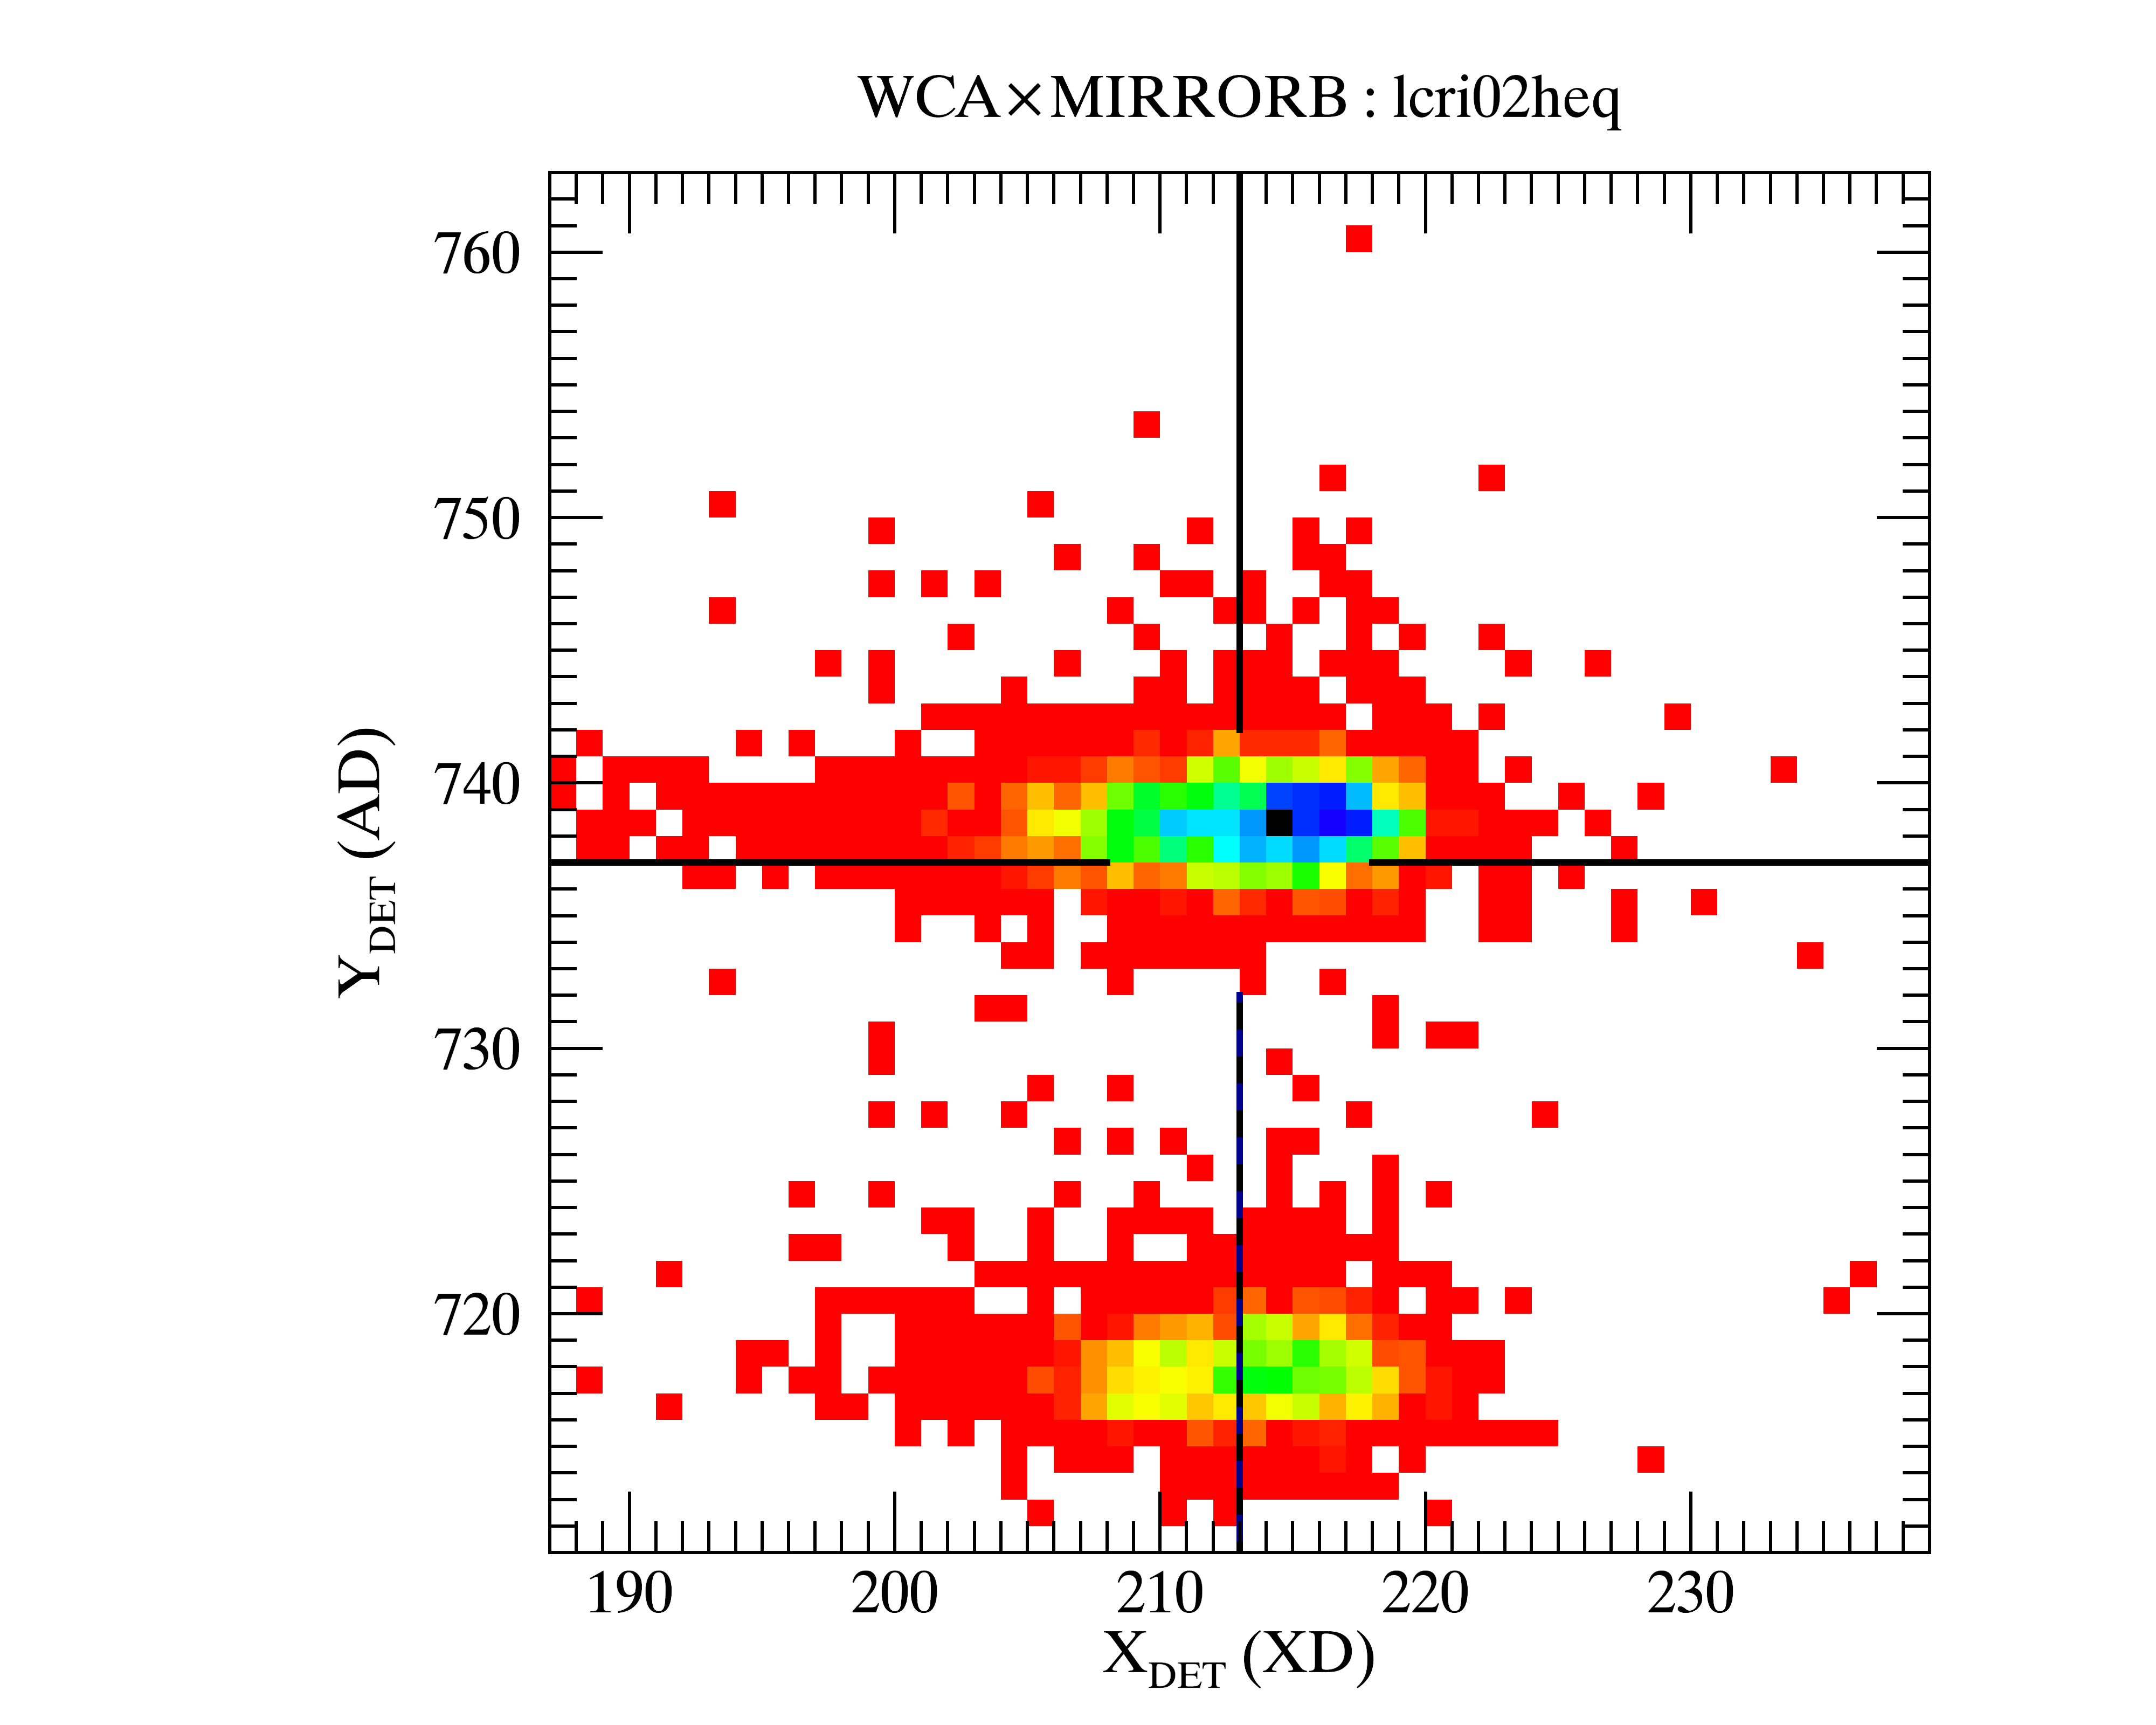 WCA×MIRRORB : lcri02heq
760
750
740
730
720
Y_DET (AD)
190 200 210 220 230
X_DET (XD)